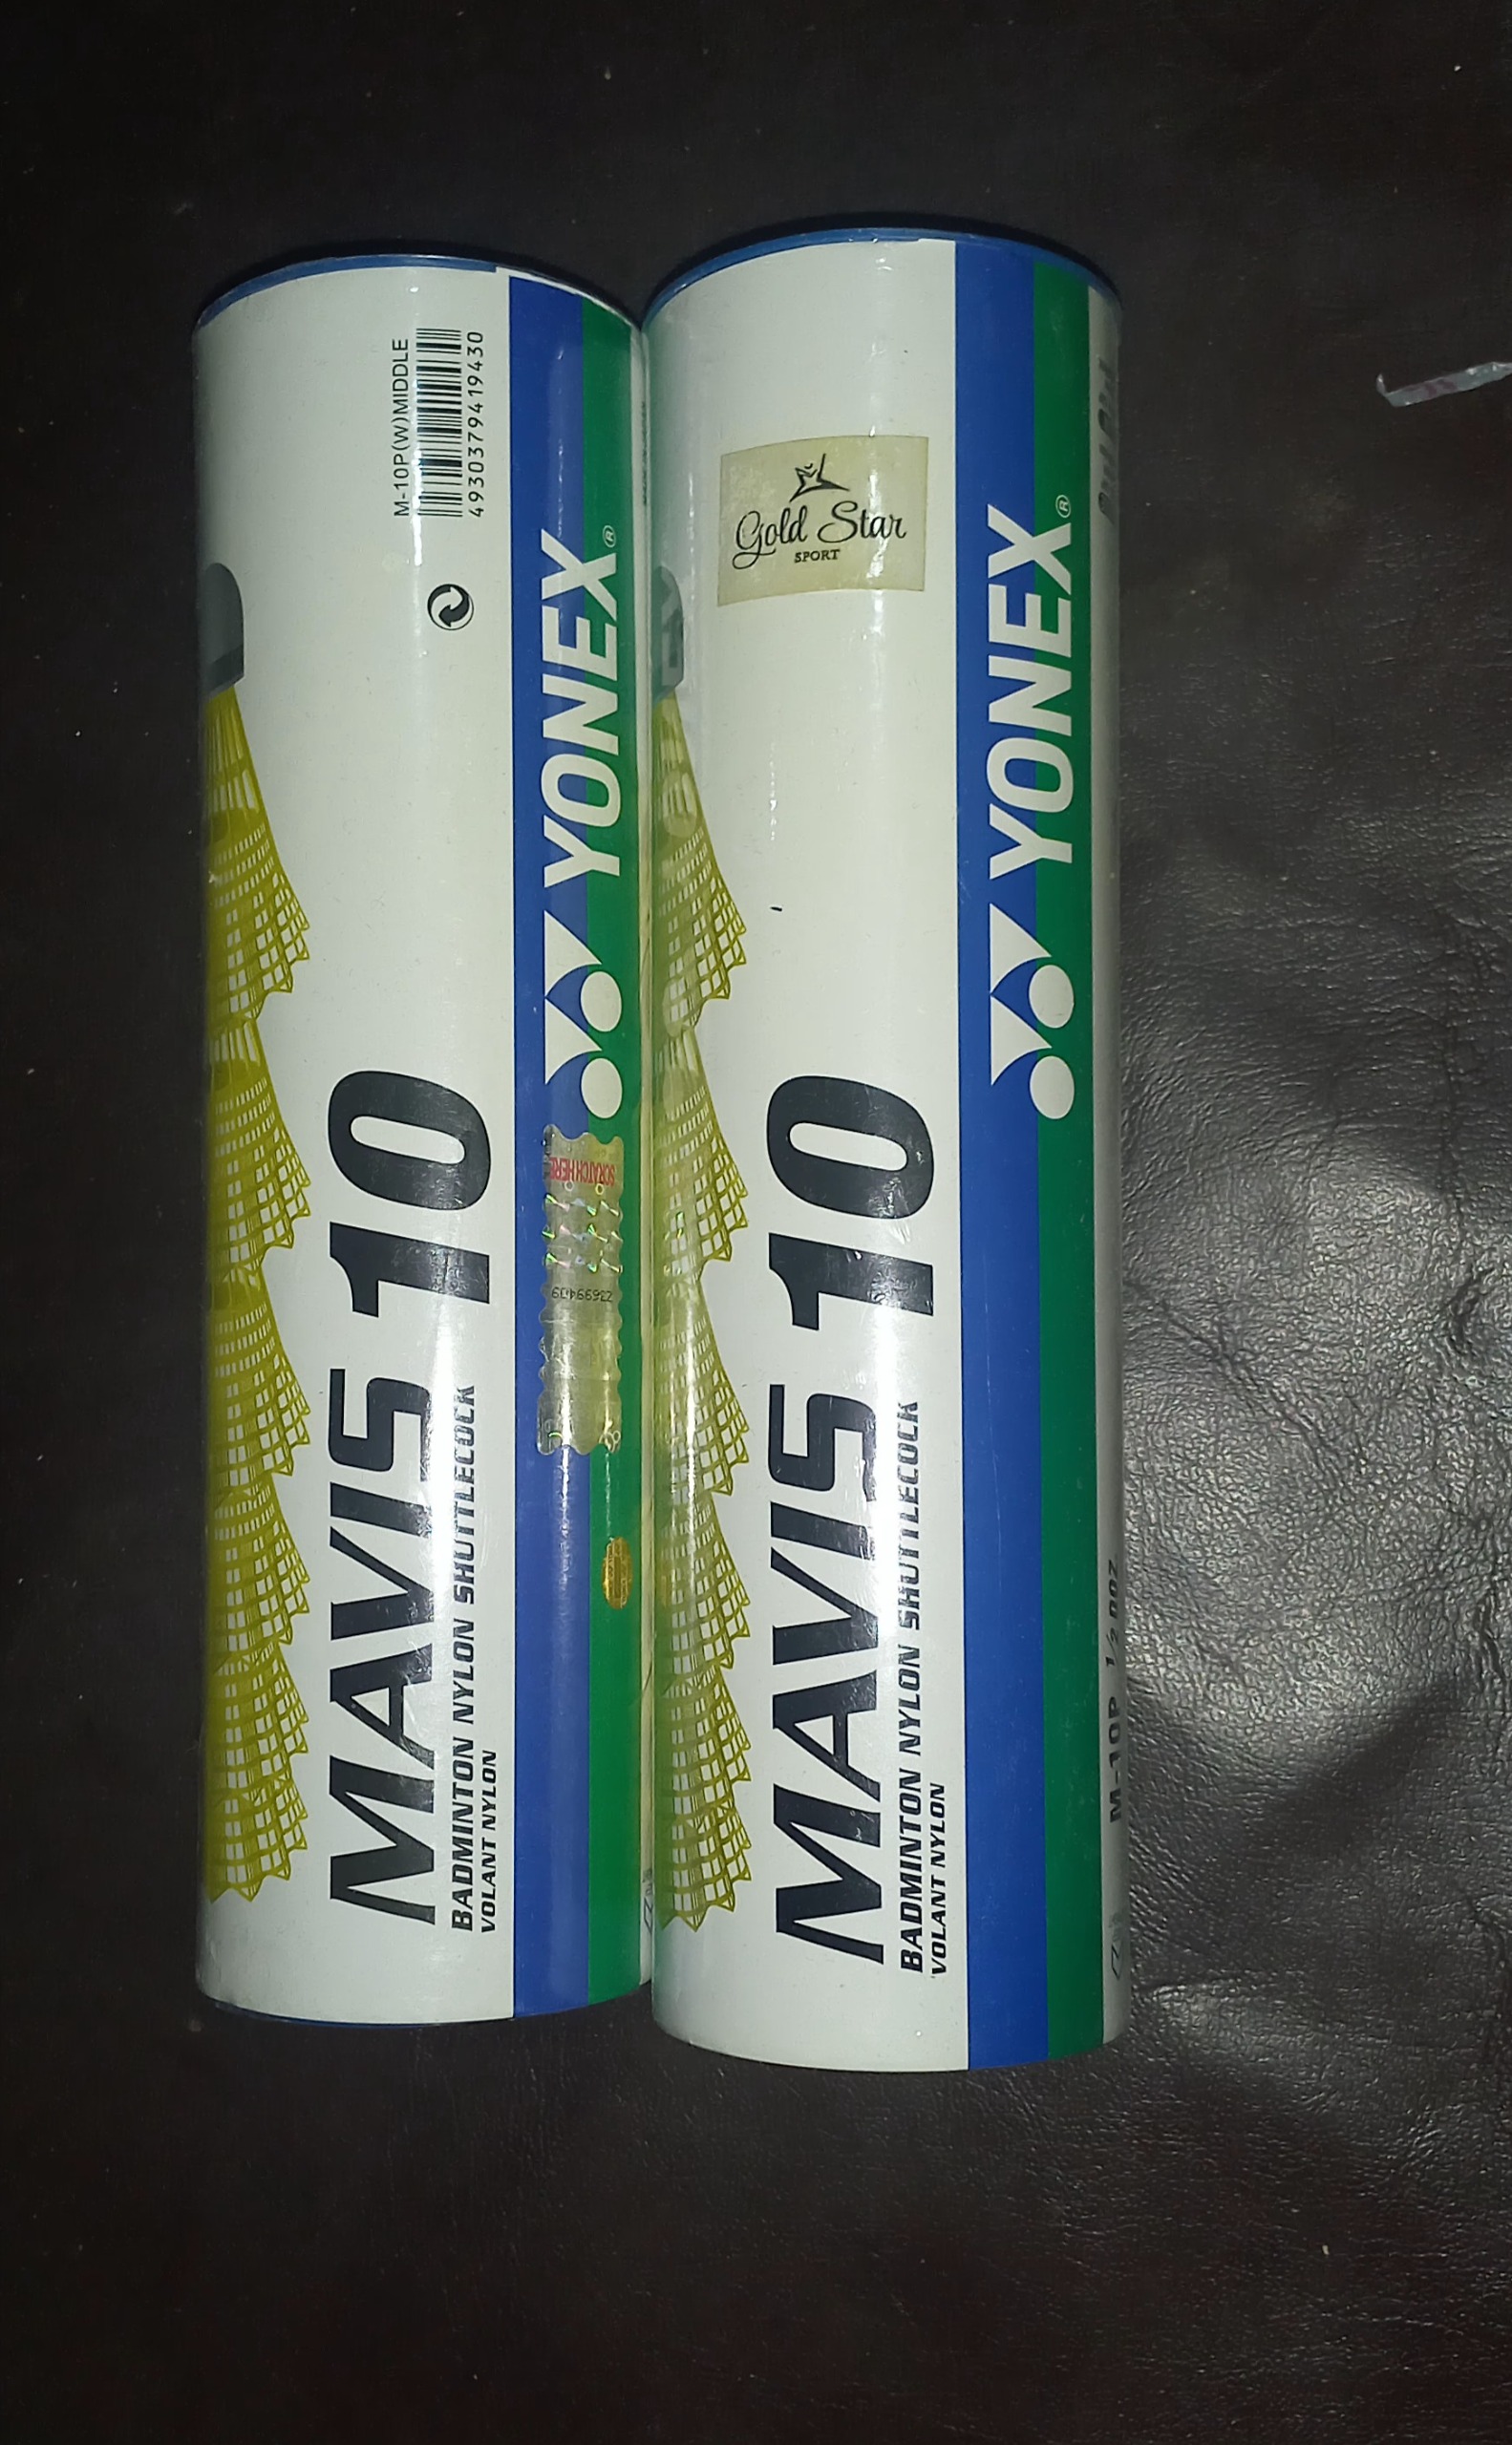 M-10P(W)MIDDLE
4930379419430
YONEX®
MAVIS 10
BADMINTON NYLON SHUTTLECOCK
VOLANT NYLON
SCRATCH HERE
Gold Star
SPORT
YONEX®
MAVIS 10
BADMINTON NYLON SHUTTLECOCK
VOLANT NYLON
M-10P 1/2 DOZ